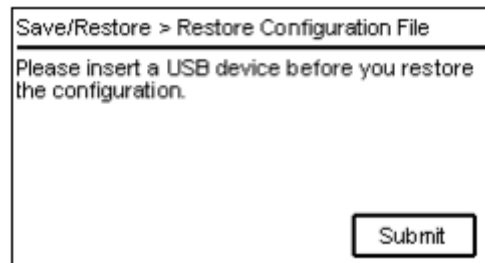 Save/Restore > Restore Configuration File
Please insert a USB device before you restore
the configuration.
Submit